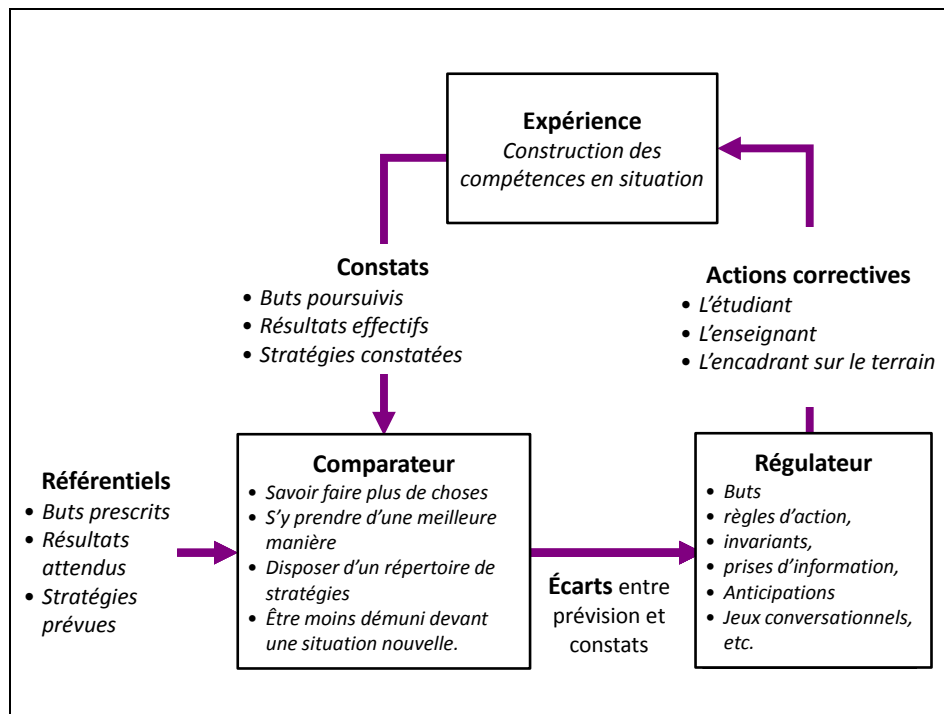 Expérience
Construction des
compétences en situation
Constats
• Buts poursuivis
• Résultats effectifs
• Stratégies constatées
Actions correctives
• L'étudiant
• L'enseignant
• L'encadrant sur le terrain
Référentiels
• Buts prescrits
• Résultats
attendus
• Stratégies
prévues
Comparateur
• Savoir faire plus de choses
• S'y prendre d'une meilleure
manière
• Disposer d'un répertoire de
stratégies
• Être moins démuni devant
une situation nouvelle.
Écarts entre
prévision et
constats
Régulateur
• Buts
• règles d'action,
• invariants,
• prises d'information,
• Anticipations
• Jeux conversationnels,
etc.